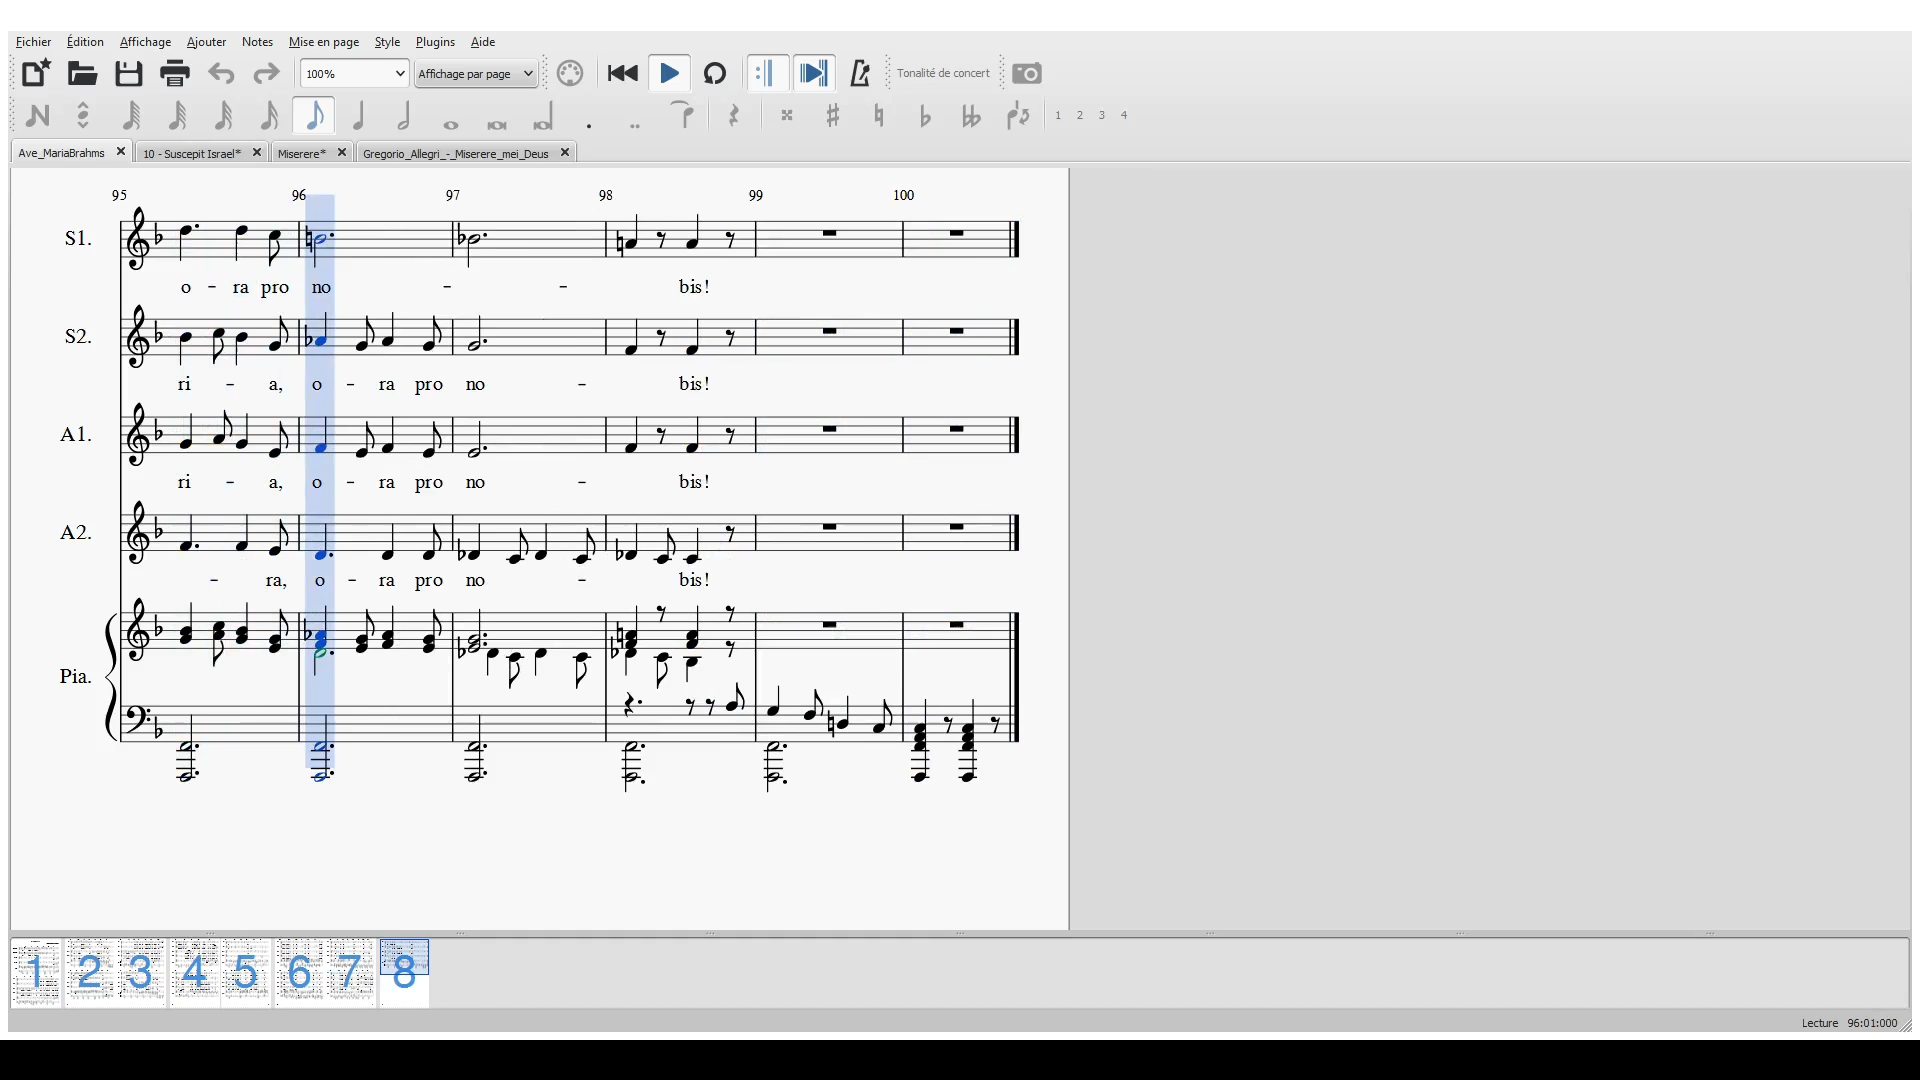 Fichier Édition Affichage Ajouter Notes Mise en page Style Plugins Aide
100% Affichage par page Tonalité de concert
1 2 3 4
Ave_MariaBrahms 10 - Suscepit Israel* Miserere* Gregorio_Allegri_-_Miserere_mei_Deus
95 96 97 98 99 100
S1.
o - ra pro no - - bis!
S2.
ri - a, o - ra pro no - bis!
A1.
ri - a, o - ra pro no - bis!
A2.
- ra, o - ra pro no - bis!
Pia.
1 2 3 4 5 6 7 8
Lecture 96:01:000